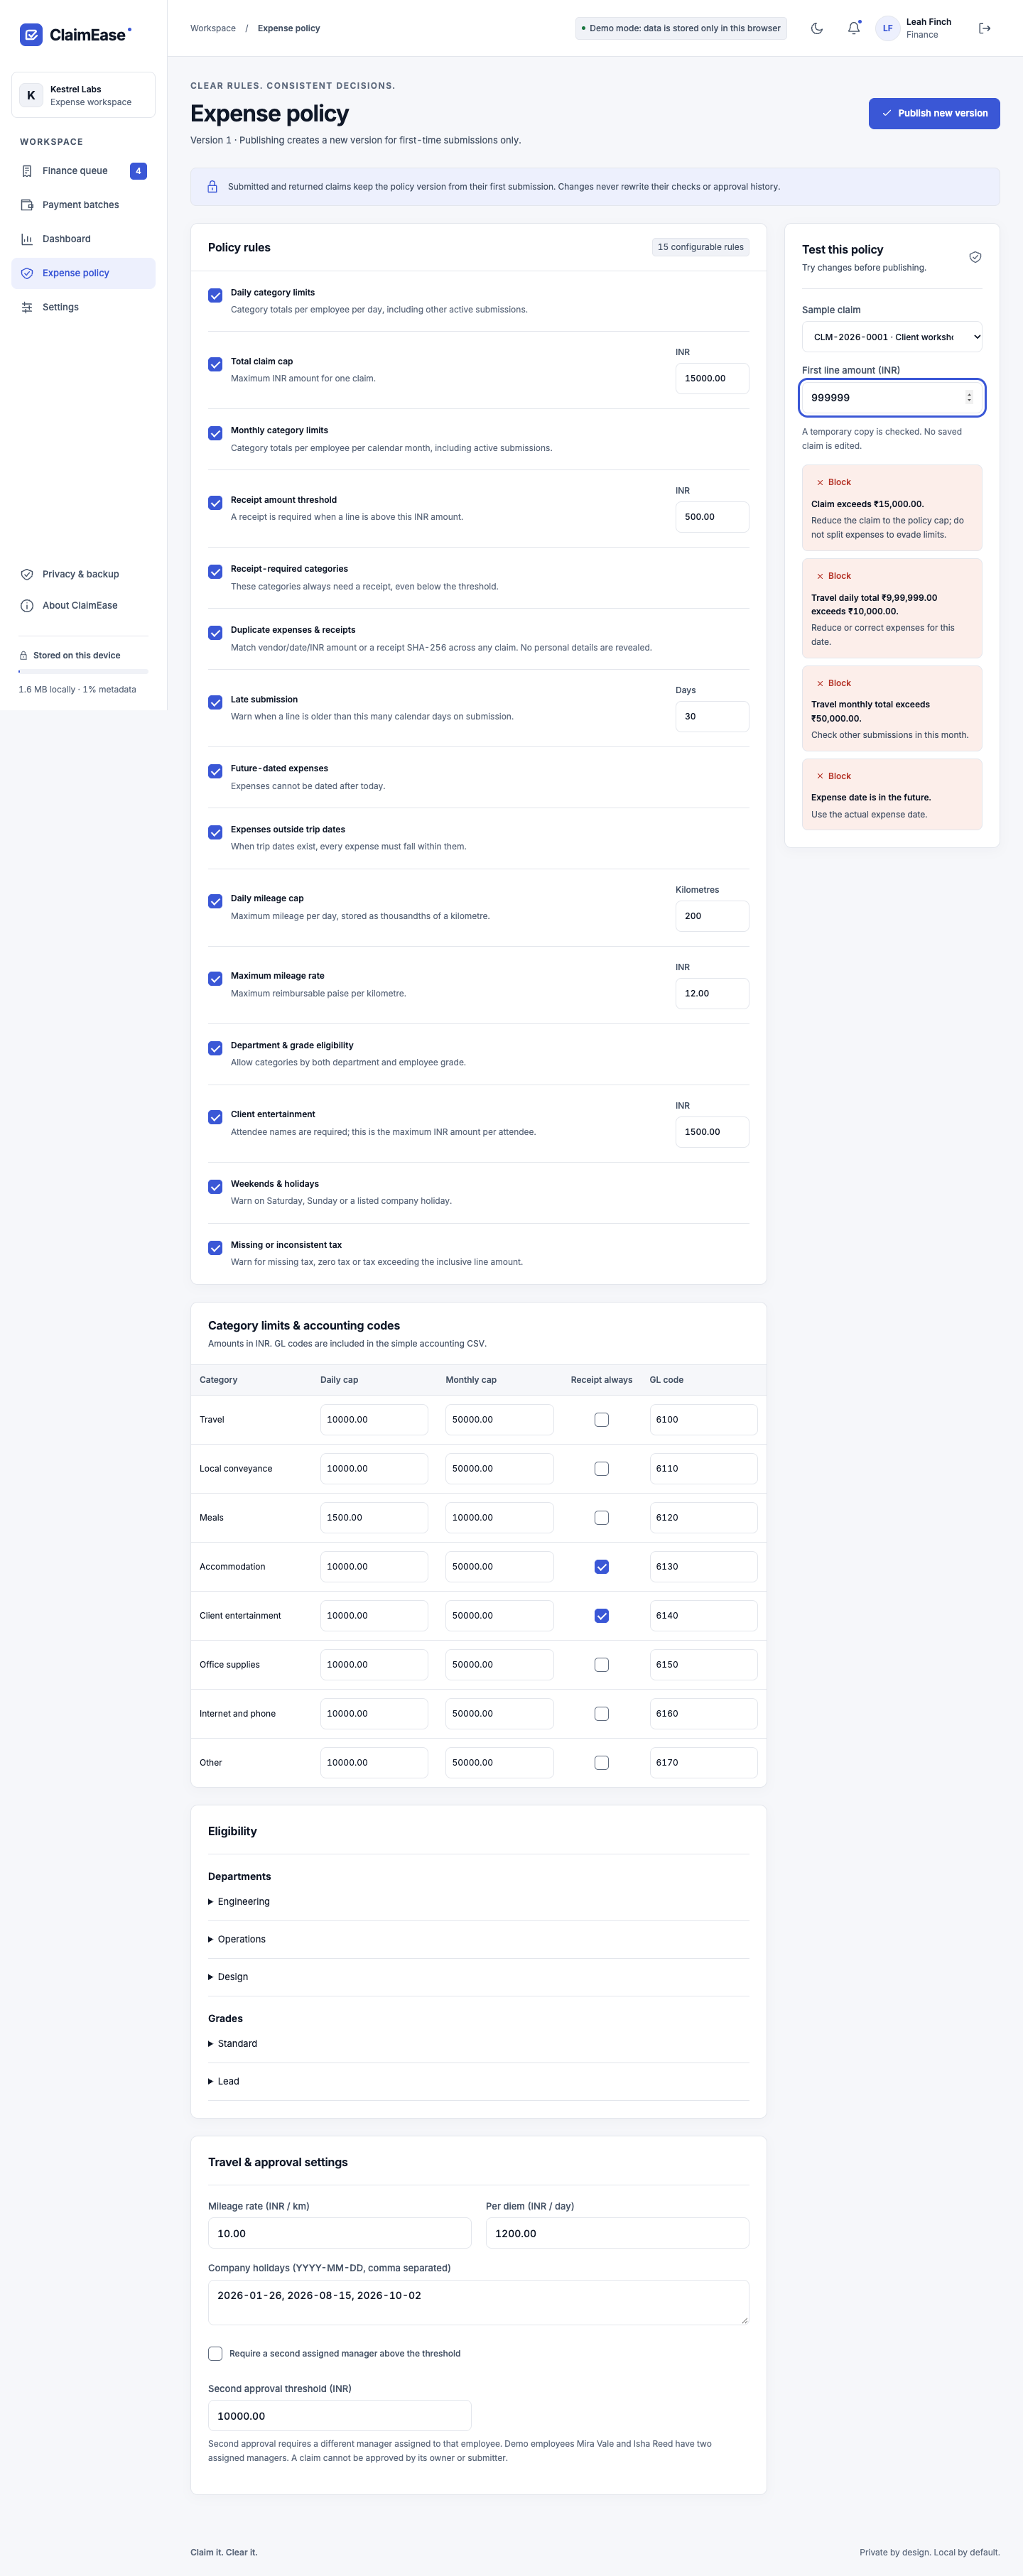 ClaimEase
K
Kestrel Labs
Expense workspace
WORKSPACE
Finance queue 4
Payment batches
Dashboard
Expense policy
Settings
Privacy & backup
About ClaimEase
Stored on this device
1.6 MB locally · 1% metadata
Workspace / Expense policy
Demo mode: data is stored only in this browser
LF
Leah Finch
Finance
CLEAR RULES. CONSISTENT DECISIONS.
Expense policy
Version 1 · Publishing creates a new version for first-time submissions only.
Publish new version
Submitted and returned claims keep the policy version from their first submission. Changes never rewrite their checks or approval history.
Policy rules
15 configurable rules
Daily category limits
Category totals per employee per day, including other active submissions.
Total claim cap
Maximum INR amount for one claim.
INR
15000.00
Monthly category limits
Category totals per employee per calendar month, including active submissions.
Receipt amount threshold
A receipt is required when a line is above this INR amount.
INR
500.00
Receipt-required categories
These categories always need a receipt, even below the threshold.
Duplicate expenses & receipts
Match vendor/date/INR amount or a receipt SHA-256 across any claim. No personal details are revealed.
Late submission
Warn when a line is older than this many calendar days on submission.
Days
30
Future-dated expenses
Expenses cannot be dated after today.
Expenses outside trip dates
When trip dates exist, every expense must fall within them.
Daily mileage cap
Maximum mileage per day, stored as thousandths of a kilometre.
Kilometres
200
Maximum mileage rate
Maximum reimbursable paise per kilometre.
INR
12.00
Department & grade eligibility
Allow categories by both department and employee grade.
Client entertainment
Attendee names are required; this is the maximum INR amount per attendee.
INR
1500.00
Weekends & holidays
Warn on Saturday, Sunday or a listed company holiday.
Missing or inconsistent tax
Warn for missing tax, zero tax or tax exceeding the inclusive line amount.
Test this policy
Try changes before publishing.
Sample claim
CLM-2026-0001 · Client worksho
First line amount (INR)
999999
A temporary copy is checked. No saved
claim is edited.
Block
Claim exceeds ₹15,000.00.
Reduce the claim to the policy cap; do
not split expenses to evade limits.
Block
Travel daily total ₹9,99,999.00
exceeds ₹10,000.00.
Reduce or correct expenses for this
date.
Block
Travel monthly total exceeds
₹50,000.00.
Check other submissions in this month.
Block
Expense date is in the future.
Use the actual expense date.
Category limits & accounting codes
Amounts in INR. GL codes are included in the simple accounting CSV.
Category Daily cap Monthly cap Receipt always GL code
Travel 10000.00 50000.00 6100
Local conveyance 10000.00 50000.00 6110
Meals 1500.00 10000.00 6120
Accommodation 10000.00 50000.00 6130
Client entertainment 10000.00 50000.00 6140
Office supplies 10000.00 50000.00 6150
Internet and phone 10000.00 50000.00 6160
Other 10000.00 50000.00 6170
Eligibility
Departments
Engineering
Operations
Design
Grades
Standard
Lead
Travel & approval settings
Mileage rate (INR / km) Per diem (INR / day)
10.00 1200.00
Company holidays (YYYY-MM-DD, comma separated)
2026-01-26, 2026-08-15, 2026-10-02
Require a second assigned manager above the threshold
Second approval threshold (INR)
10000.00
Second approval requires a different manager assigned to that employee. Demo employees Mira Vale and Isha Reed have two
assigned managers. A claim cannot be approved by its owner or submitter.
Claim it. Clear it. Private by design. Local by default.